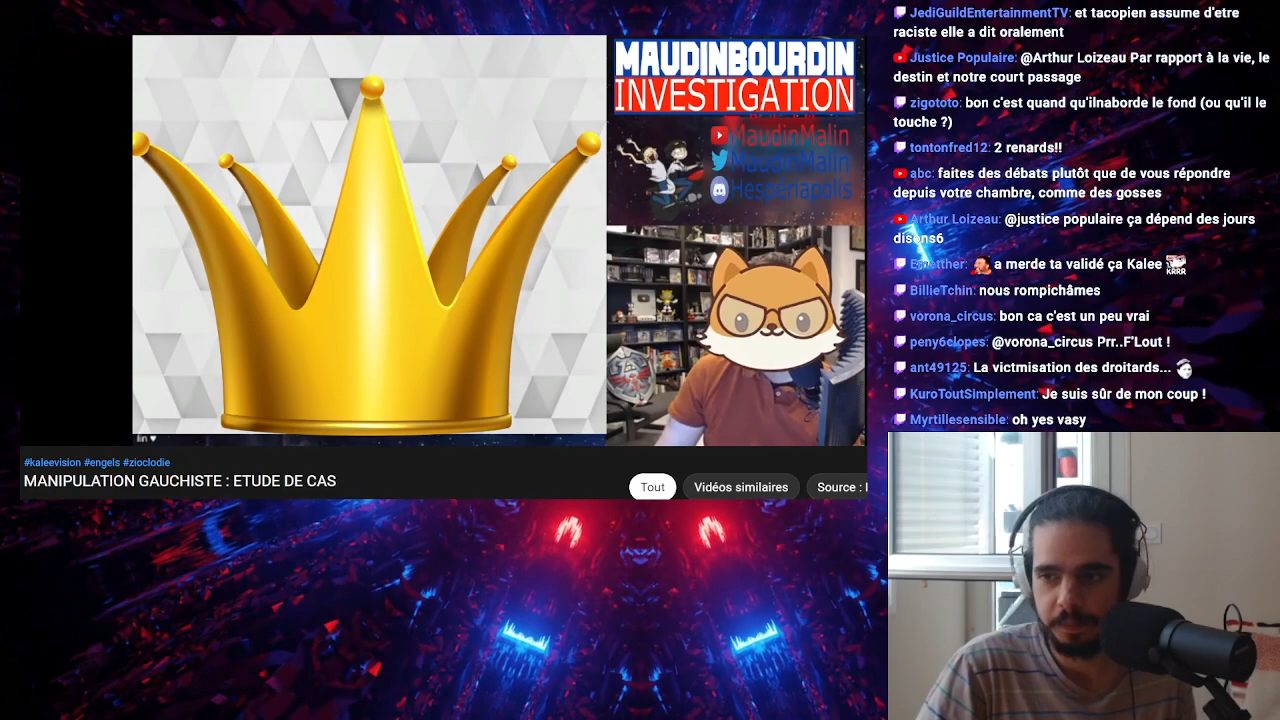 MAUDINBOURDIN
INVESTIGATION
MaudinMalin
MaudinMalin
Hespériapolis
lin ♥
#kaleevision #engels #zioclodie
MANIPULATION GAUCHISTE : ETUDE DE CAS
Tout
Vidéos similaires
Source :
JediGuildEntertainmentTV: et tacopien assume d'etre
raciste elle a dit oralement
Justice Populaire: @Arthur Loizeau Par rapport à la vie, le
destin et notre court passage
zigototo: bon c'est quand qu'ilnaborde le fond (ou qu'il le
touche ?)
tontonfred12: 2 renards!!
abc: faites des débats plutôt que de vous répondre
depuis votre chambre, comme des gosses
Arthur Loizeau: @justice populaire ça dépend des jours
disons6
a merde ta validé ça Kalee KRRR
BillieTchin: nous rompichâmes
vorona_circus: bon ca c'est un peu vrai
peny6clopes: @vorona_circus Prr..F'Lout !
ant49125: La victmisation des droitards...
KuroToutSimplement: Je suis sûr de mon coup !
Myrtillesensible: oh yes vasy